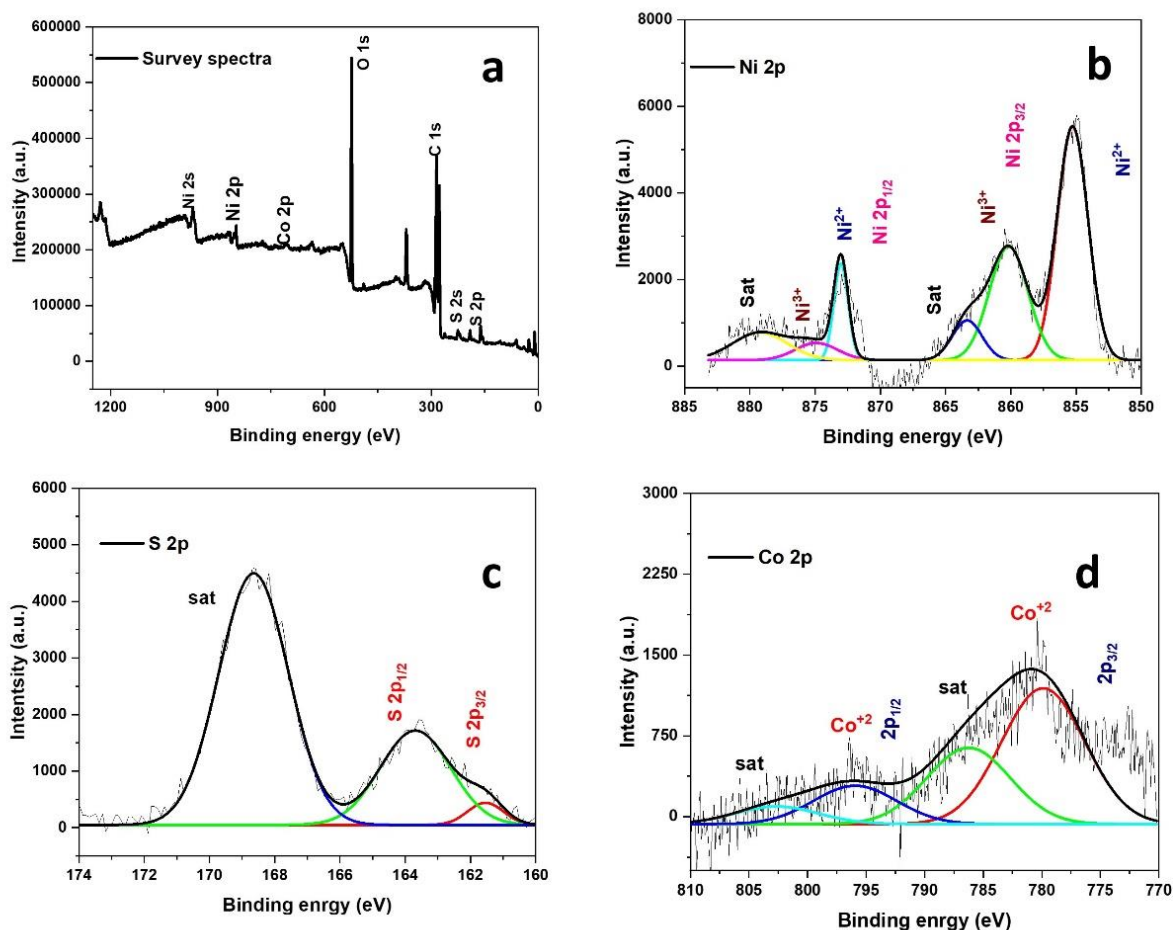 a
Survey spectra
O 1s
C 1s
Ni 2s
Ni 2p
Co 2p
S 2s
S 2p
600000
500000
400000
300000
200000
100000
0
Intensity (a.u.)
1200 900 600 300 0
Binding energy (eV)
b
Ni 2p
Ni 2p3/2
Ni2+
Ni3+
Ni2+
Ni 2p1/2
Sat
Ni3+
Sat
8000
6000
4000
2000
0
Intensity (a.u.)
885 880 875 870 865 860 855 850
Binding energy (eV)
c
S 2p
sat
S 2p1/2
S 2p3/2
6000
5000
4000
3000
2000
1000
0
Intentsity (a.u.)
174 172 170 168 166 164 162 160
Binding enrgy (eV)
d
Co 2p
Co+2
2p3/2
sat
Co+2
2p1/2
sat
3000
2250
1500
750
0
Intensity (a.u.)
810 805 800 795 790 785 780 775 770
Binding enrgy (eV)